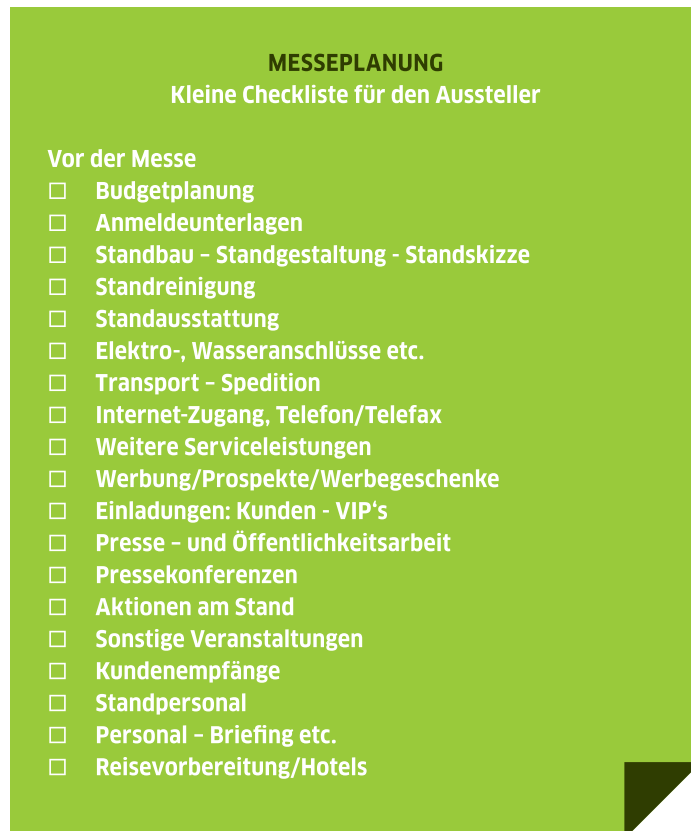 MESSEPLANUNG
Kleine Checkliste für den Aussteller
Vor der Messe
☐ Budgetplanung
☐ Anmeldeunterlagen
☐ Standbau – Standgestaltung - Standskizze
☐ Standreinigung
☐ Standausstattung
☐ Elektro-, Wasseranschlüsse etc.
☐ Transport – Spedition
☐ Internet-Zugang, Telefon/Telefax
☐ Weitere Serviceleistungen
☐ Werbung/Prospekte/Werbegeschenke
☐ Einladungen: Kunden - VIP‘s
☐ Presse – und Öffentlichkeitsarbeit
☐ Pressekonferenzen
☐ Aktionen am Stand
☐ Sonstige Veranstaltungen
☐ Kundenempfänge
☐ Standpersonal
☐ Personal – Briefing etc.
☐ Reisevorbereitung/Hotels